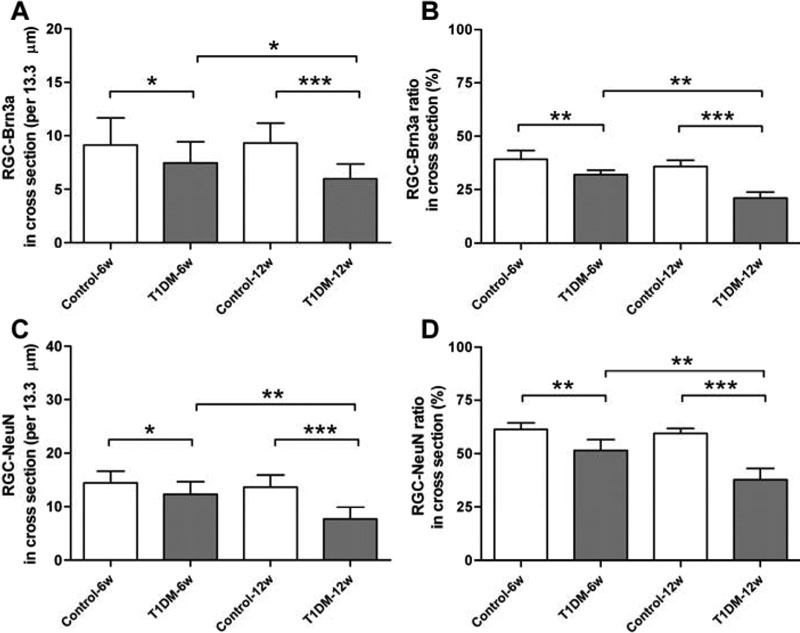 A
RGC-Brn3a
in cross section (per 13.3 μm)
20
15
10
5
0
*
*
***
Control-6w
T1DM-6w
Control-12w
T1DM-12w
B
RGC-Brn3a ratio
in cross section (%)
100
75
50
25
0
**
**
***
Control-6w
T1DM-6w
Control-12w
T1DM-12w
C
RGC-NeuN
in cross section (per 13.3 μm)
40
30
20
10
0
**
*
***
Control-6w
T1DM-6w
Control-12w
T1DM-12w
D
RGC-NeuN ratio
in cross section (%)
100
75
50
25
0
**
**
***
Control-6w
T1DM-6w
Control-12w
T1DM-12w